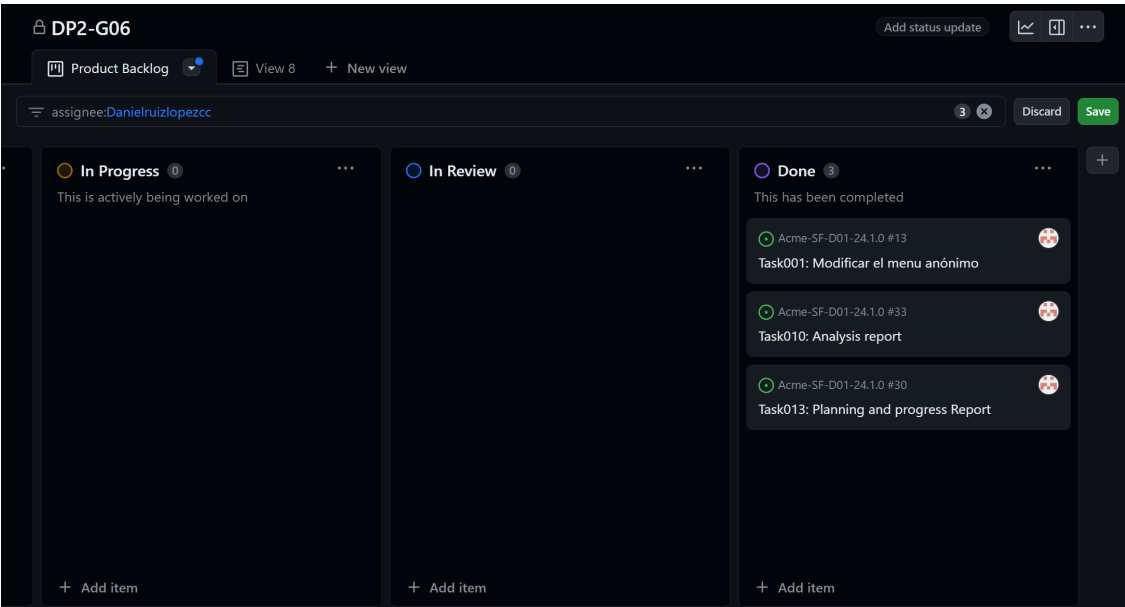 DP2-G06
Add status update
Product Backlog
View 8
New view
assignee:Danielruizlopezcc
3
Discard
Save
In Progress 0
This is actively being worked on
In Review 0
Done 3
This has been completed
Acme-SF-D01-24.1.0 #13
Task001: Modificar el menu anónimo
Acme-SF-D01-24.1.0 #33
Task010: Analysis report
Acme-SF-D01-24.1.0 #30
Task013: Planning and progress Report
Add item
Add item
Add item